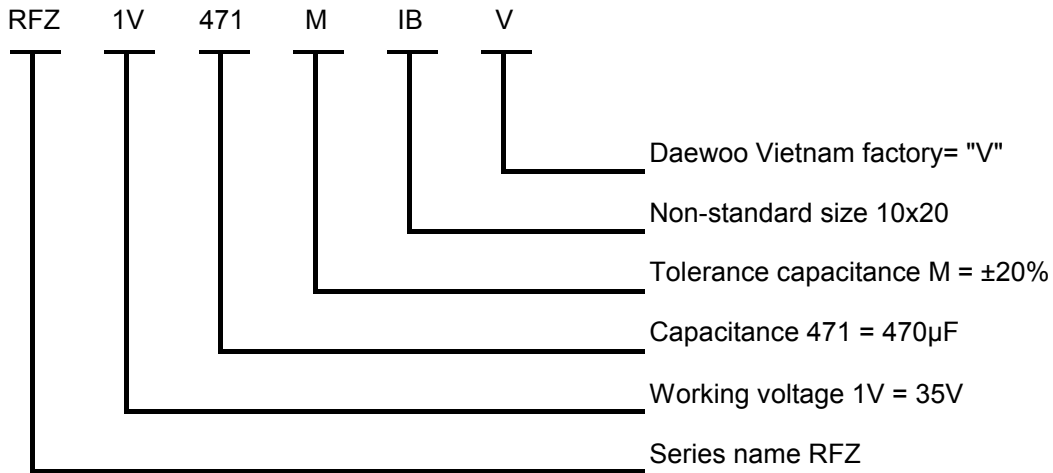 RFZ 1V 471 M IB V
Daewoo Vietnam factory= "V"
Non-standard size 10x20
Tolerance capacitance M = ±20%
Capacitance 471 = 470µF
Working voltage 1V = 35V
Series name RFZ